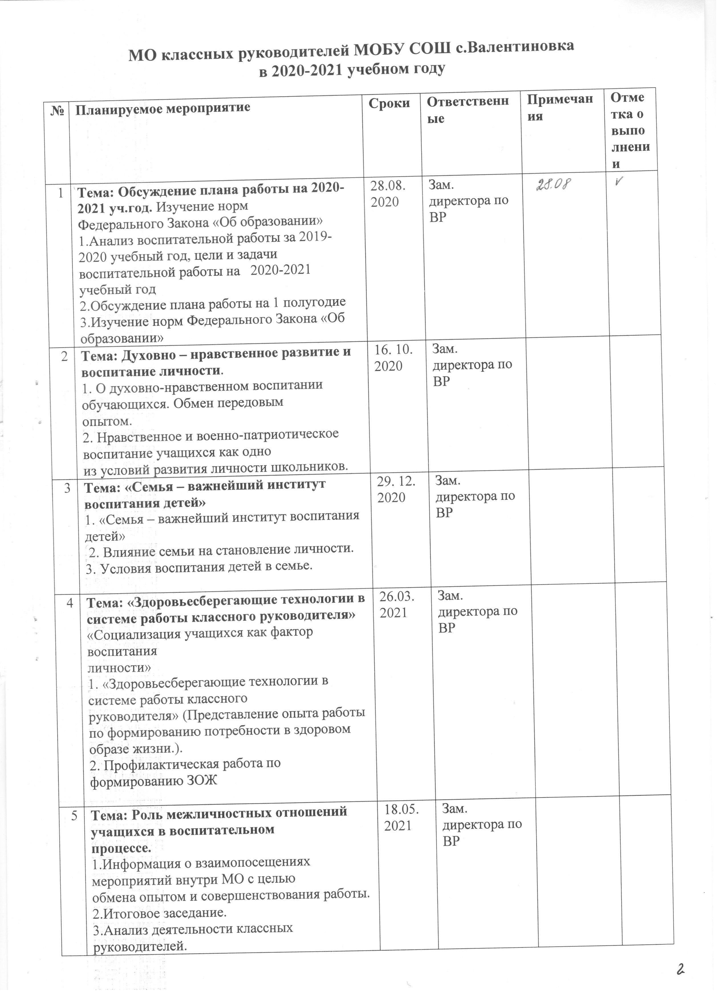 МО классных руководителей МОБУ СОШ с.Валентиновка
в 2020-2021 учебном году
№ Планируемое мероприятие Сроки Ответственн Примечан Отме
ые ия тка о
выпо
лнени
и
1 Тема: Обсуждение плана работы на 2020- 28.08. Зам. 28.08 ✓
2021 уч.год. Изучение норм 2020 директора по
Федерального Закона «Об образовании» ВР
1.Анализ воспитательной работы за 2019-
2020 учебный год, цели и задачи
воспитательной работы на 2020-2021
учебный год
2.Обсуждение плана работы на 1 полугодие
3.Изучение норм Федерального Закона «Об
образовании»
2 Тема: Духовно – нравственное развитие и 16. 10. Зам.
воспитание личности. 2020 директора по
1. О духовно-нравственном воспитании ВР
обучающихся. Обмен передовым
опытом.
2. Нравственное и военно-патриотическое
воспитание учащихся как одно
из условий развития личности школьников.
3 Тема: «Семья – важнейший институт 29. 12. Зам.
воспитания детей» 2020 директора по
1. «Семья – важнейший институт воспитания ВР
детей»
2. Влияние семьи на становление личности.
3. Условия воспитания детей в семье.
4 Тема: «Здоровьесберегающие технологии в 26.03. Зам.
системе работы классного руководителя» 2021 директора по
«Социализация учащихся как фактор ВР
воспитания
личности»
1. «Здоровьесберегающие технологии в
системе работы классного
руководителя» (Представление опыта работы
по формированию потребности в здоровом
образе жизни.).
2. Профилактическая работа по
формированию ЗОЖ
5 Тема: Роль межличностных отношений 18.05. Зам.
учащихся в воспитательном 2021 директора по
процессе. ВР
1.Информация о взаимопосещениях
мероприятий внутри МО с целью
обмена опытом и совершенствования работы.
2.Итоговое заседание.
3.Анализ деятельности классных
руководителей.
2